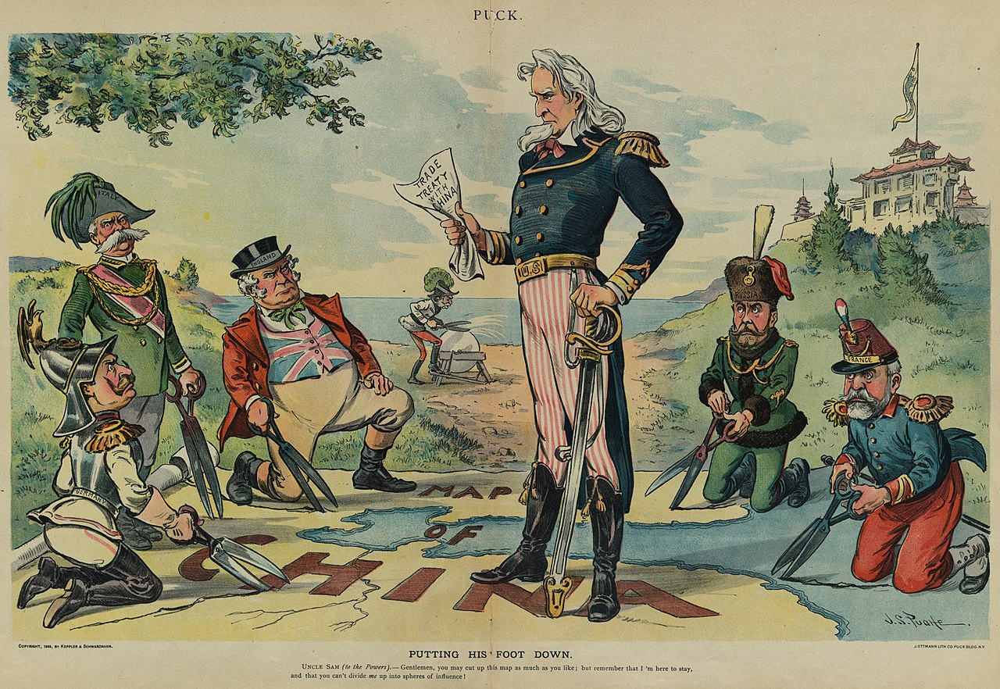 PUCK.
TRADE
TREATY
WITH
CHINA
ITALY
ENGLAND
AUSTRIA
U.S.
RUSSIA
FRANCE
GERMANY
MAP
OF
CHINA
J.S. Pughe.
COPYRIGHT, 1899, BY KEPPLER & SCHWARZMANN.
J. OTTMANN LITH. CO. PUCK BLDG. N.Y.
PUTTING HIS FOOT DOWN.
UNCLE SAM (to the Powers).— Gentlemen, you may cut up this map as much as you like; but remember that I 'm here to stay,
and that you can't divide me up into spheres of influence!